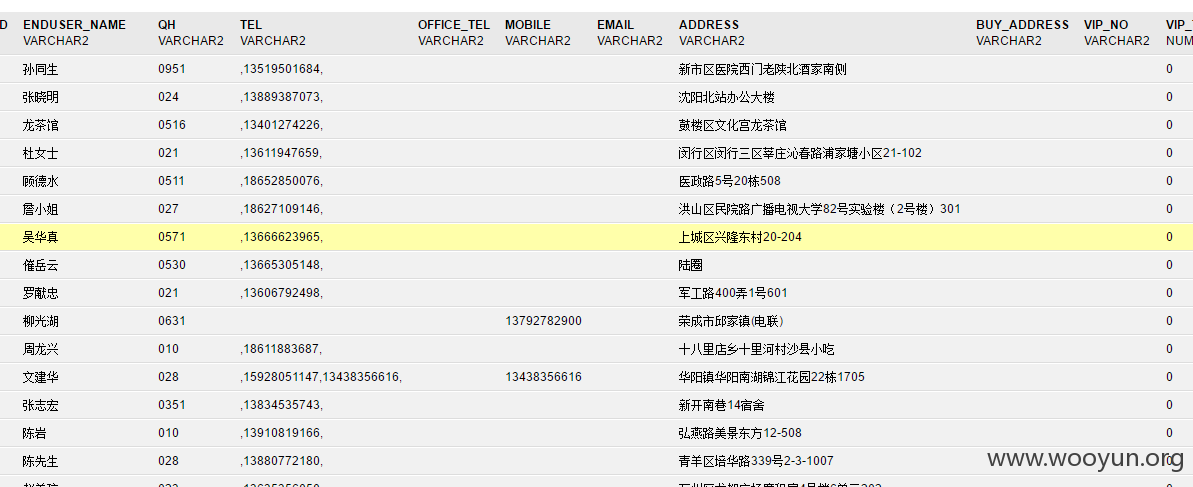 D ENDUSER_NAME QH TEL OFFICE_TEL MOBILE EMAIL ADDRESS BUY_ADDRESS VIP_NO VIP_
VARCHAR2 VARCHAR2 VARCHAR2 VARCHAR2 VARCHAR2 VARCHAR2 VARCHAR2 VARCHAR2 VARCHAR2 NUM
孙同生 0951 ,13519501684, 新市区医院西门老陕北酒家南侧 0
张晓明 024 ,13889387073, 沈阳北站办公大楼 0
龙茶馆 0516 ,13401274226, 鼓楼区文化宫龙茶馆 0
杜女士 021 ,13611947659, 闵行区闵行三区莘庄沁春路浦家塘小区21-102 0
顾德水 0511 ,18652850076, 医政路5号20栋508 0
詹小姐 027 ,18627109146, 洪山区民院路广播电视大学82号实验楼（2号楼）301 0
吴华真 0571 ,13666623965, 上城区兴隆东村20-204 0
催岳云 0530 ,13665305148, 陆圈 0
罗献忠 021 ,13606792498, 军工路400弄1号601 0
柳光湖 0631 13792782900 荣成市邱家镇(电联) 0
周龙兴 010 ,18611883687, 十八里店乡十里河村沙县小吃 0
文建华 028 ,15928051147,13438356616, 13438356616 华阳镇华阳南湖锦江花园22栋1705 0
张志宏 0351 ,13834535743, 新开南巷14宿舍 0
陈岩 010 ,13910819166, 弘燕路美景东方12-508 0
陈先生 028 ,13880772180, 青羊区培华路339号2-3-1007 0
www.wooyun.org